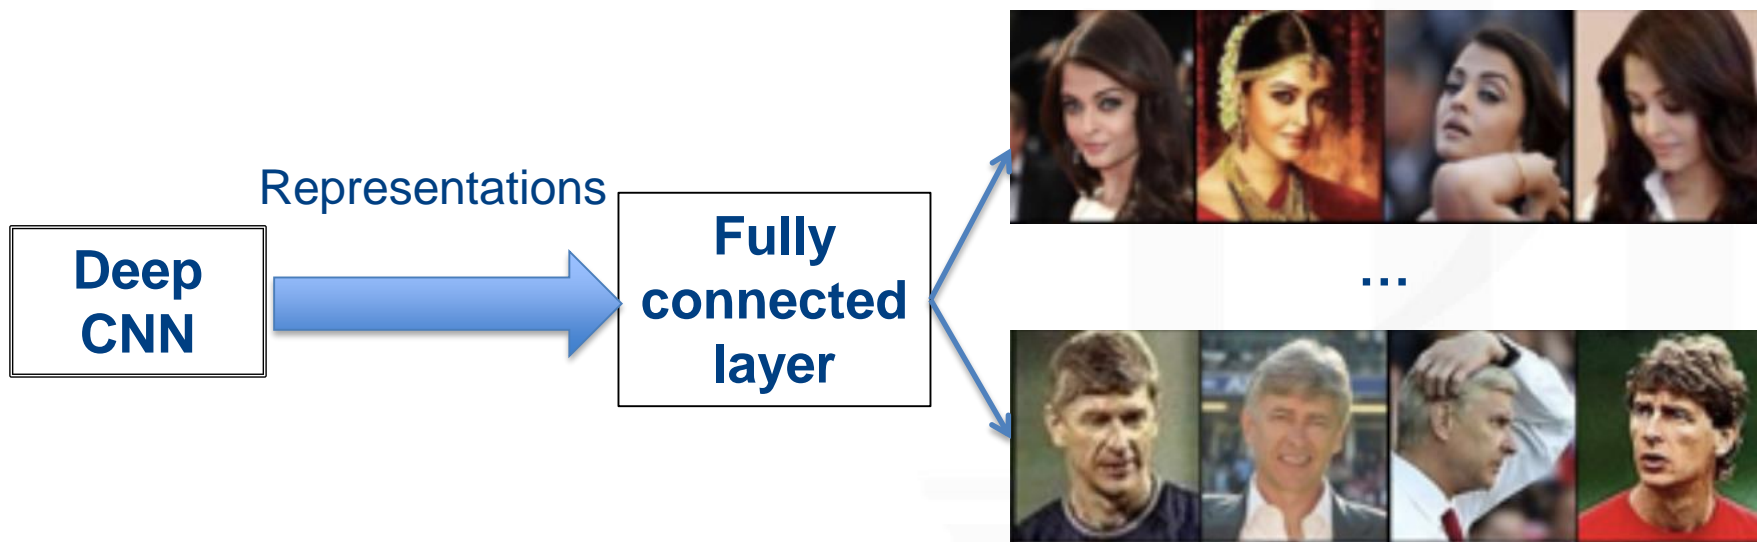 Representations
Deep
CNN
Fully
connected
layer
...